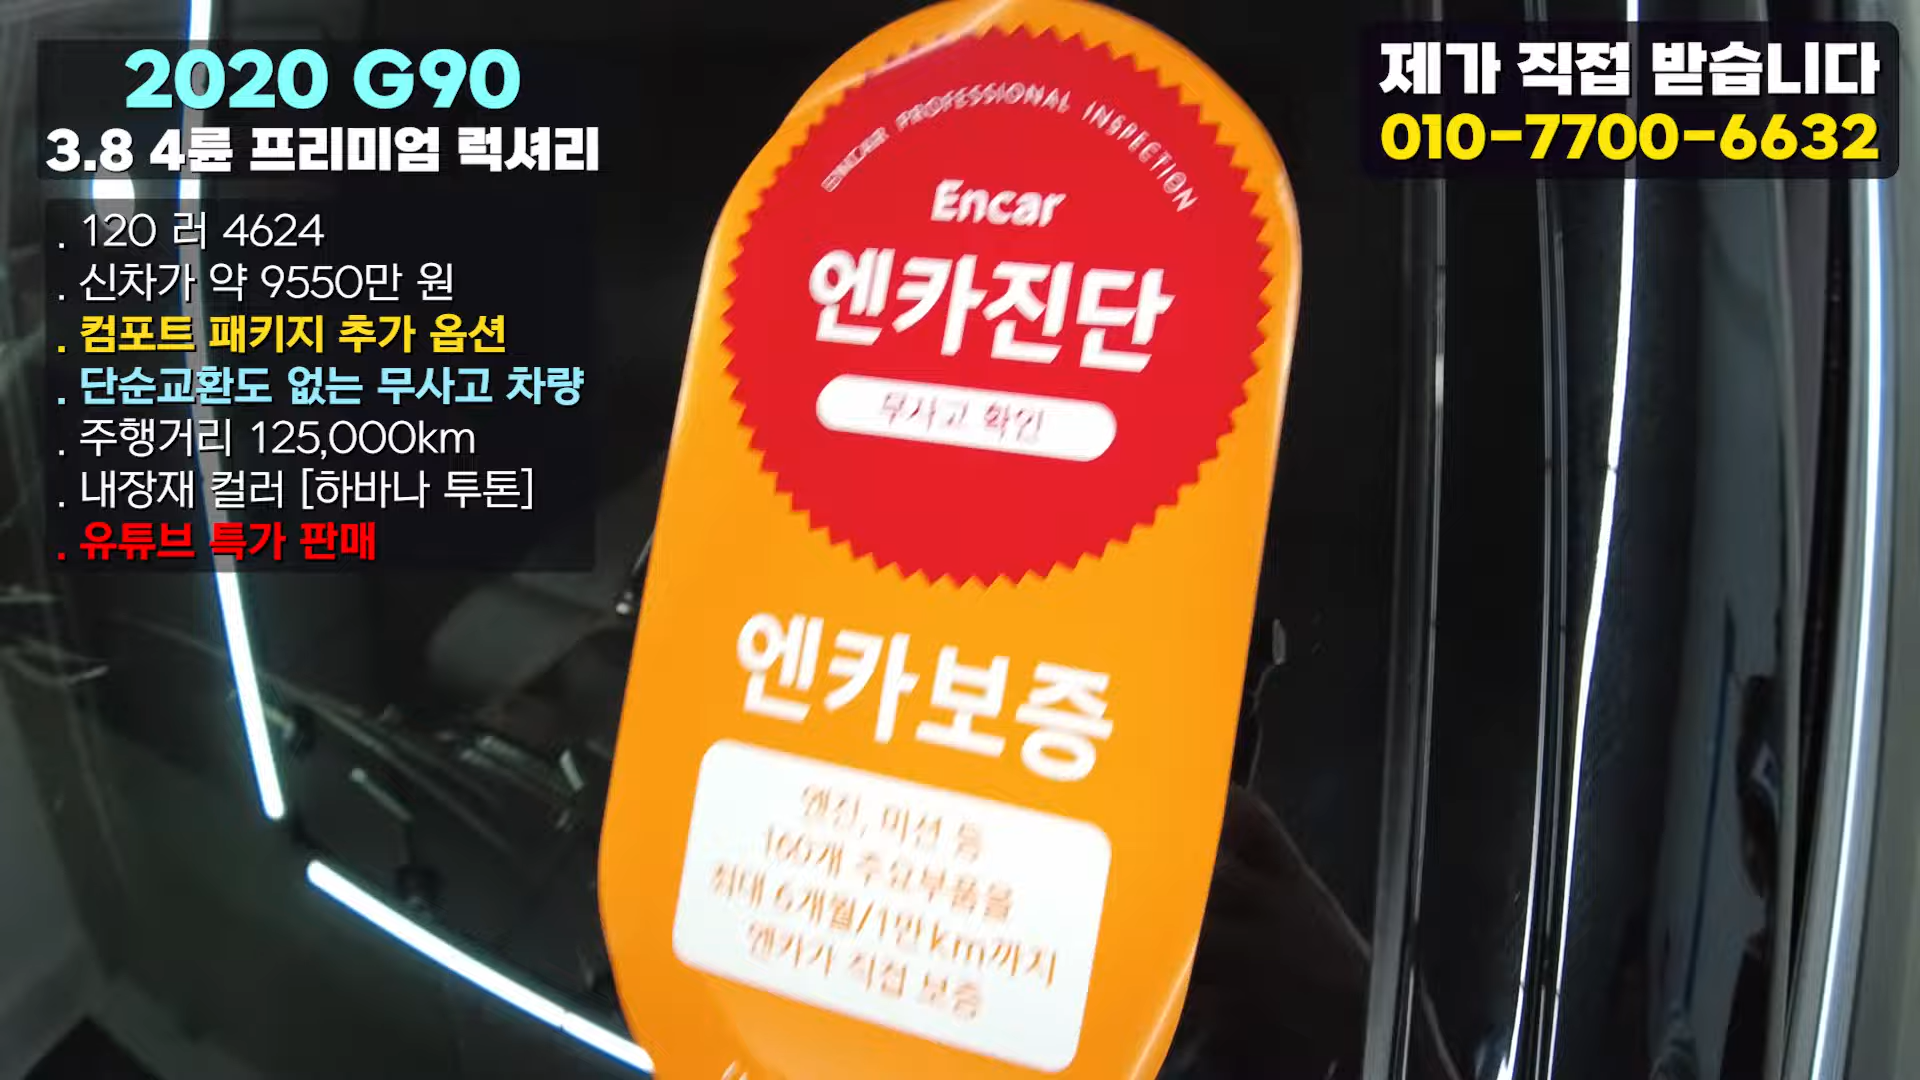 2020 G90
3.8 4륜 프리미엄 럭셔리
. 120 러 4624
. 신차가 약 9550만 원
. 컴포트 패키지 추가 옵션
. 단순교환도 없는 무사고 차량
. 주행거리 125,000km
. 내장재 컬러 [하바나 투톤]
. 유튜브 특가 판매
제가 직접 받습니다
010-7700-6632
ENCAR PROFESSIONAL INSPECTION
Encar
엔카진단
무사고 확인
엔카보증
엔진, 미션 등
160개 주요부품을
최대 6개월/1만km까지
엔카가 직접 보증